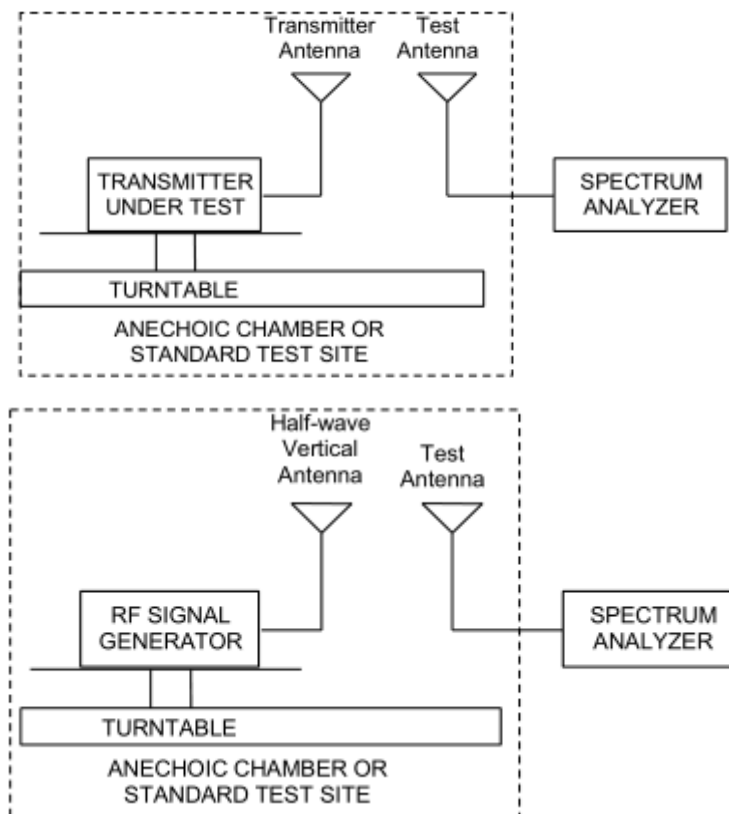 Transmitter
Antenna
Test
Antenna
TRANSMITTER
UNDER TEST
SPECTRUM
ANALYZER
TURNTABLE
ANECHOIC CHAMBER OR
STANDARD TEST SITE
Half-wave
Vertical
Antenna
Test
Antenna
RF SIGNAL
GENERATOR
SPECTRUM
ANALYZER
TURNTABLE
ANECHOIC CHAMBER OR
STANDARD TEST SITE